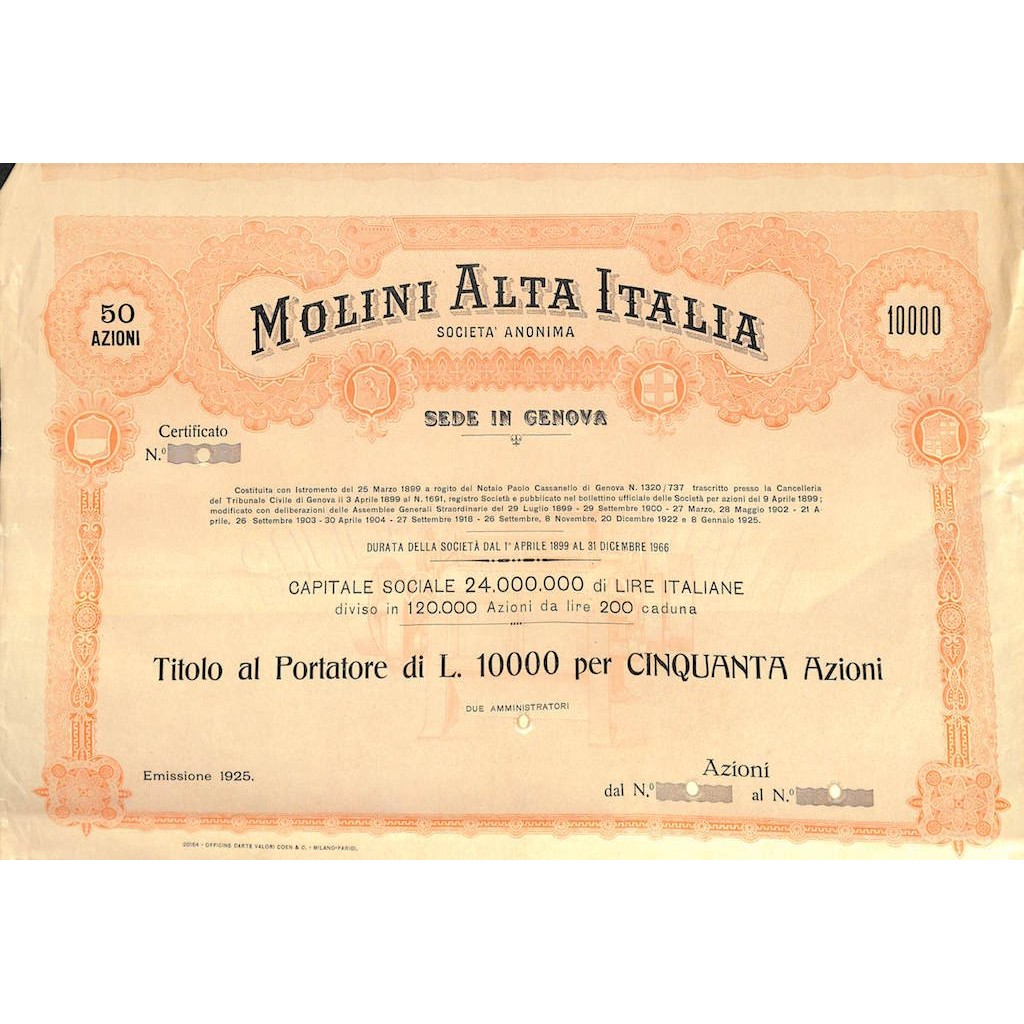 MOLINI ALTA ITALIA
SOCIETA' ANONIMA
50
AZIONI
10000
SEDE IN GENOVA
Certificato
N.º
Costituita con Istromento del 25 Marzo 1899 a rogito del Notaio Paolo Cassanello di Genova N. 1320/737 trascritto presso la Cancelleria
del Tribunale Civile di Genova il 3 Aprile 1899 al N. 1691, registro Società e pubblicato nel bollettino ufficiale delle Società per azioni del 9 Aprile 1899;
modificato con deliberazioni delle Assemblee Generali Straordinarie del 29 Luglio 1899 - 29 Settembre 1900 - 27 Marzo, 28 Maggio 1902 - 21 A-
prile, 26 Settembre 1903 - 30 Aprile 1904 - 27 Settembre 1918 - 26 Settembre, 8 Novembre, 20 Dicembre 1922 e 8 Gennaio 1925.
DURATA DELLA SOCIETÀ DAL 1º APRILE 1899 AL 31 DICEMBRE 1966
CAPITALE SOCIALE 24.000.000 di LIRE ITALIANE
diviso in 120.000 Azioni da lire 200 caduna
Titolo al Portatore di L. 10000 per CINQUANTA Azioni
DUE AMMINISTRATORI
Emissione 1925.
Azioni
dal N.º al N.º
20164 - OFFICINE CARTE VALORI COEN & C. - MILANO-PARIGI.